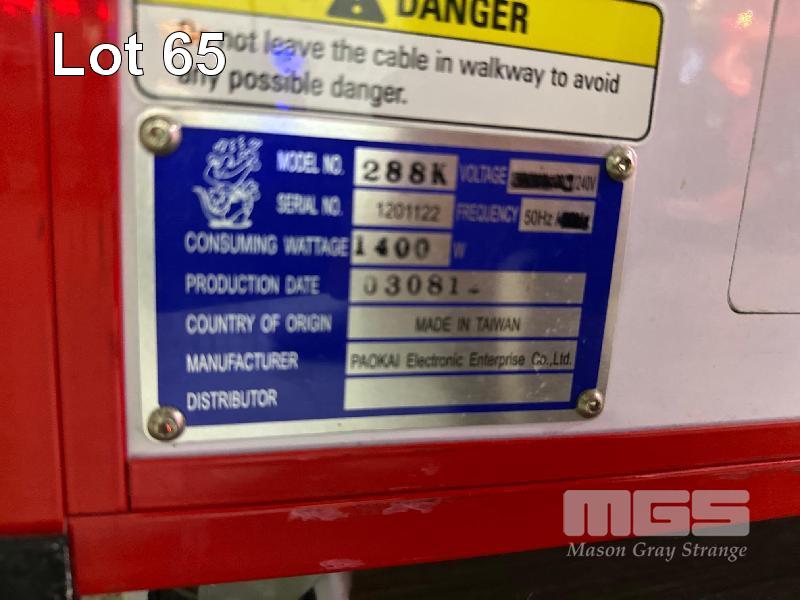 Lot 65
DANGER
Do not leave the cable in walkway to avoid
any possible danger.
MODEL NO. 288K VOLTAGE /240V
SERIAL NO. 1201122 FREQUENCY 50Hz
CONSUMING WATTAGE 1400 W
PRODUCTION DATE
COUNTRY OF ORIGIN MADE IN TAIWAN
MANUFACTURER PAOKAI Electronic Enterprise Co.,Ltd.
DISTRIBUTOR
MGS
Mason Gray Strange